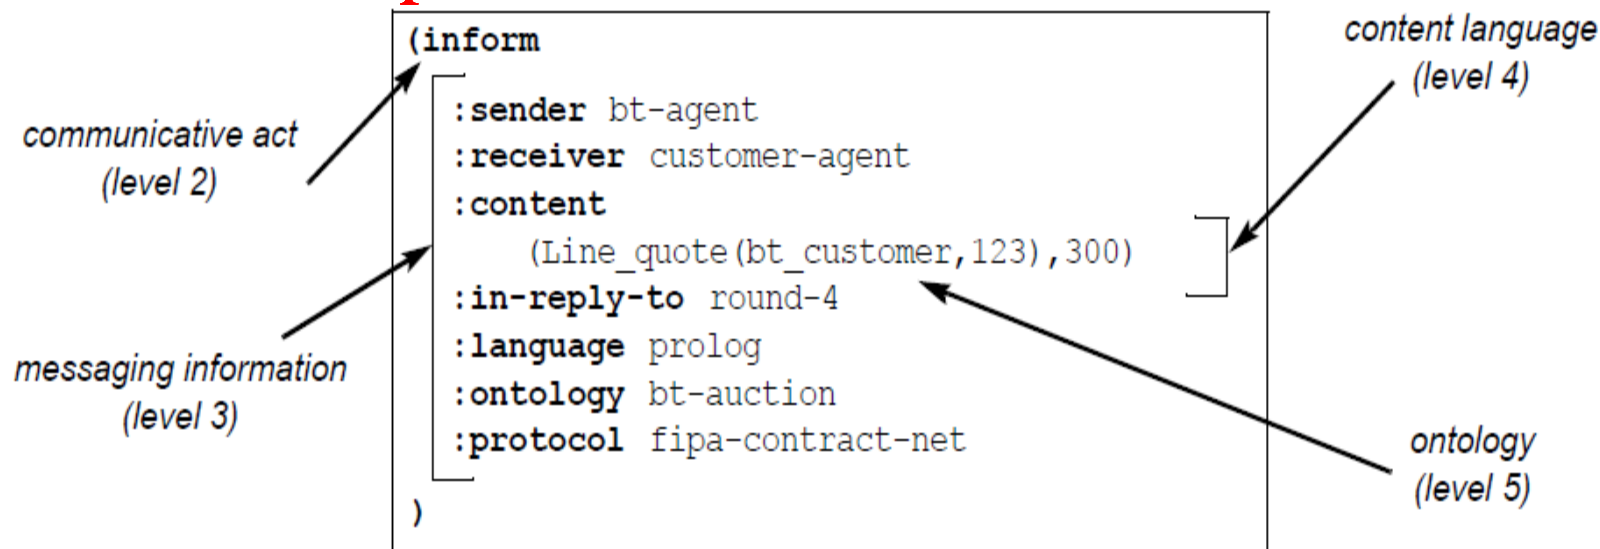 (inform
:sender bt-agent
:receiver customer-agent
:content
(Line_quote(bt_customer,123),300)
:in-reply-to round-4
:language prolog
:ontology bt-auction
:protocol fipa-contract-net
)
communicative act
(level 2)
messaging information
(level 3)
content language
(level 4)
ontology
(level 5)